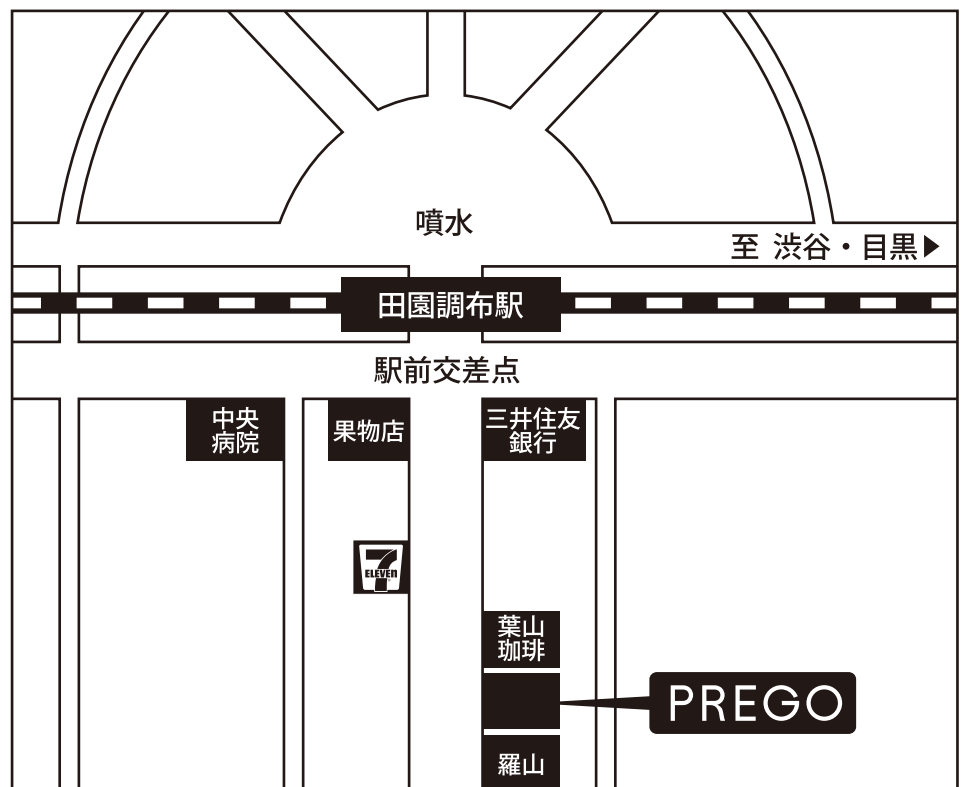 噴水
至 渋谷・目黒▶
田園調布駅
駅前交差点
中央
病院
果物店
三井住友
銀行
7
ELEVEn
葉山
珈琲
PREGO
羅山